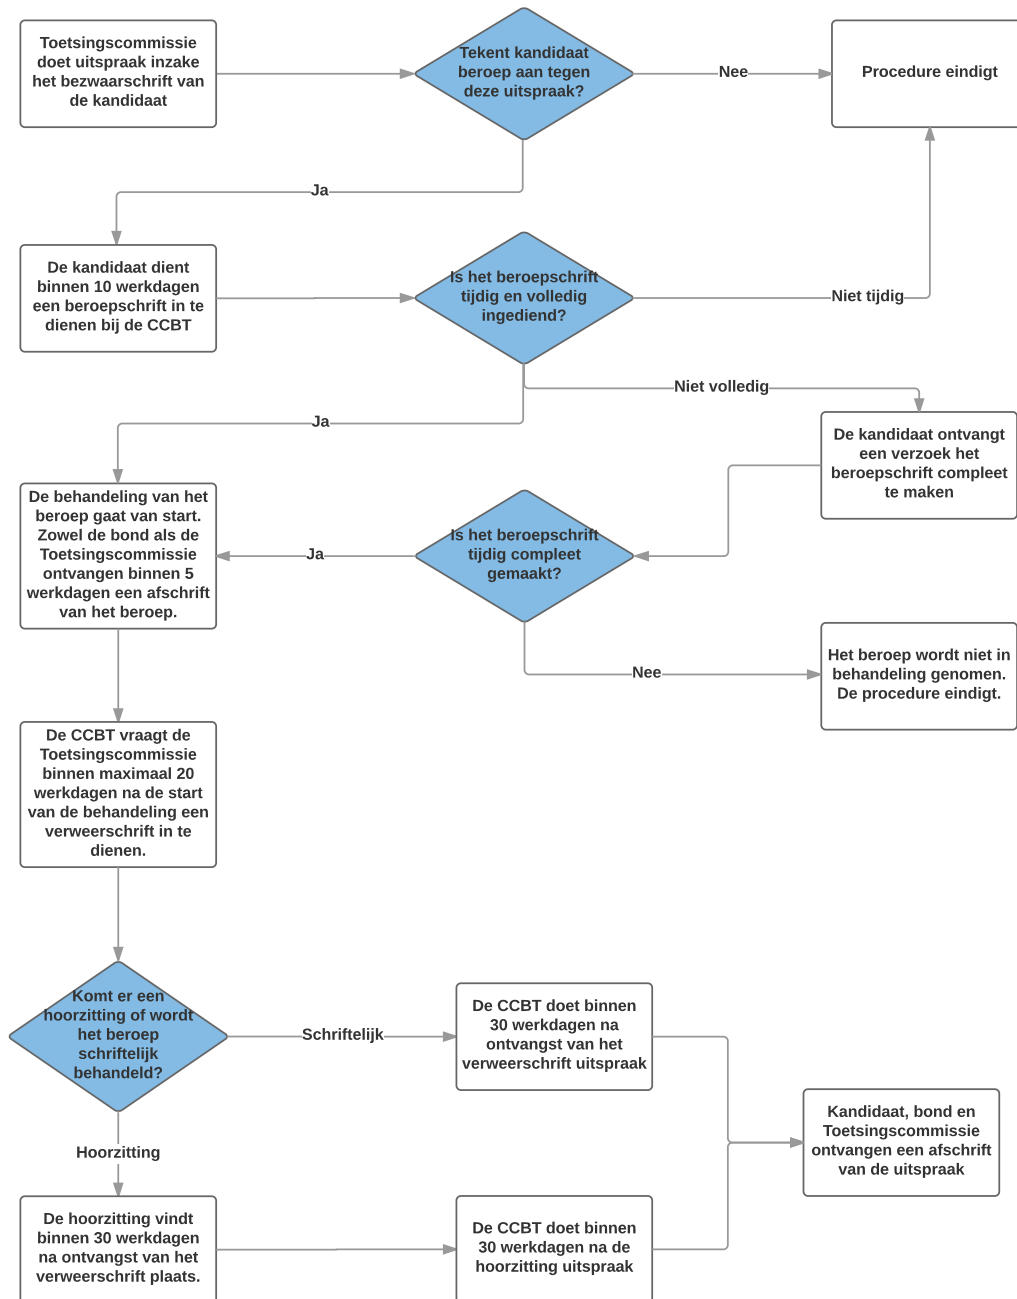 Toetsingscommissie
doet uitspraak inzake
het bezwaarschrift van
de kandidaat
Tekent kandidaat
beroep aan tegen
deze uitspraak?
Nee
Procedure eindigt
Ja
De kandidaat dient
binnen 10 werkdagen
een beroepschrift in te
dienen bij de CCBT
Is het beroepschrift
tijdig en volledig
ingediend?
Niet tijdig
Niet volledig
Ja
De kandidaat ontvangt
een verzoek het
beroepschrift compleet
te maken
De behandeling van het
beroep gaat van start.
Zowel de bond als de
Toetsingscommissie
ontvangen binnen 5
werkdagen een afschrift
van het beroep.
Ja
Is het beroepschrift
tijdig compleet
gemaakt?
Nee
Het beroep wordt niet in
behandeling genomen.
De procedure eindigt.
De CCBT vraagt de
Toetsingscommissie
binnen maximaal 20
werkdagen na de start
van de behandeling een
verweerschrift in te
dienen.
Komt er een
hoorzitting of wordt
het beroep
schriftelijk
behandeld?
Schriftelijk
De CCBT doet binnen
30 werkdagen na
ontvangst van het
verweerschrift uitspraak
Kandidaat, bond en
Toetsingscommissie
ontvangen een afschrift
van de uitspraak
Hoorzitting
De hoorzitting vindt
binnen 30 werkdagen
na ontvangst van het
verweerschrift plaats.
De CCBT doet binnen
30 werkdagen na de
hoorzitting uitspraak